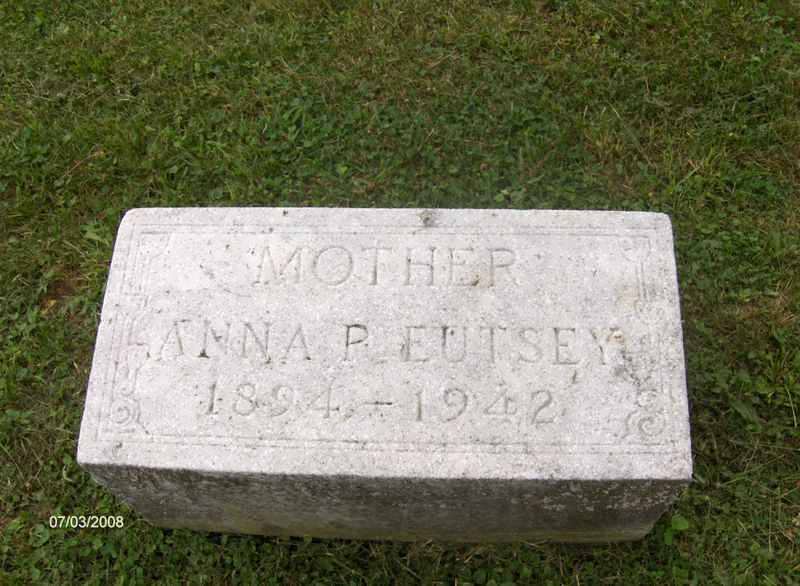 MOTHER
ANNA P. EUTSEY
1894 - 1942
07/03/2008